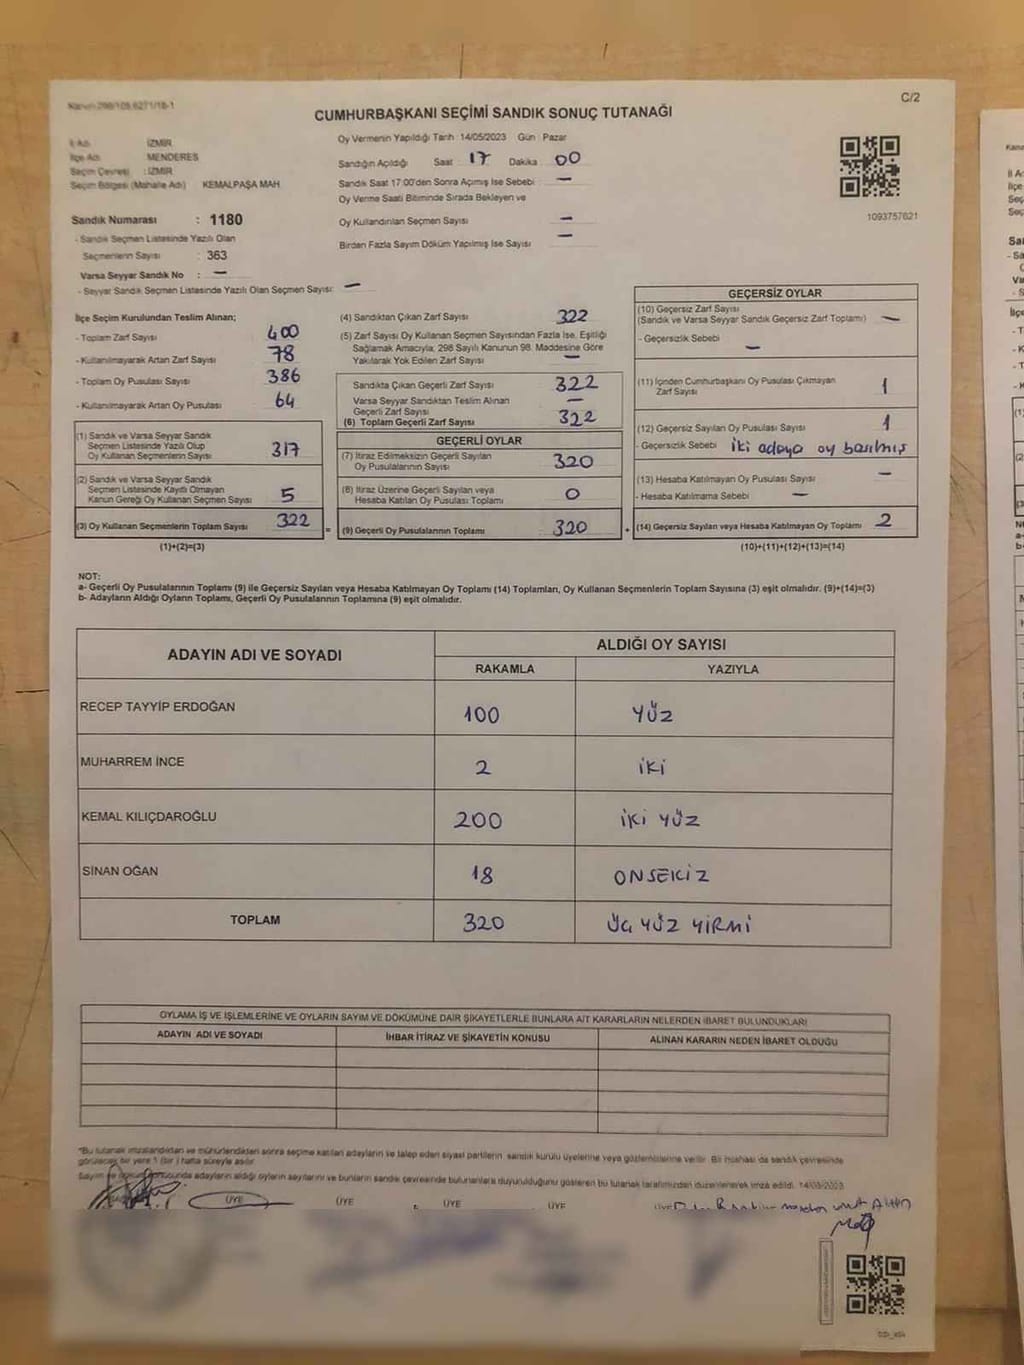 Kanun 298/105,6271/18-1
C/2
CUMHURBAŞKANI SEÇİMİ SANDIK SONUÇ TUTANAĞI
İl Adı : İZMİR
İlçe Adı : MENDERES
Seçim Çevresi : İZMİR
Seçim Bölgesi (Mahalle Adı) KEMALPAŞA MAH
Sandık Numarası : 1180
- Sandık Seçmen Listesinde Yazılı Olan
Seçmenlerin Sayısı : 363
Varsa Seyyar Sandık No : —
- Seyyar Sandık Seçmen Listesinde Yazılı Olan Seçmen Sayısı: —
Oy Vermenin Yapıldığı Tarih 14/05/2023 Gün Pazar
Sandığın Açıldığı Saat 17 Dakika 00
Sandık Saat 17:00'den Sonra Açımış İse Sebebi —
Oy Verme Saati Bitiminde Sırada Bekleyen ve
Oy Kullandırılan Seçmen Sayısı —
Birdan Fazla Sayım Döküm Yapılmış İse Sayısı —
1093757621
İlçe Seçim Kurulundan Teslim Alınan;
- Toplam Zarf Sayısı 400
- Kullanılmayarak Artan Zarf Sayısı 78
- Toplam Oy Pusulası Sayısı 386
- Kullanılmayarak Artan Oy Pusulası 64
(1) Sandık ve Varsa Seyyar Sandık
Seçmen Listesinde Yazılı Olup
Oy Kullanan Seçmenlerin Sayısı 317
(2) Sandık ve Varsa Seyyar Sandık
Seçmen Listesinde Kayıtlı Olmayan
Kanun Gereği Oy Kullanan Seçmen Sayısı 5
(3) Oy Kullanan Seçmenlerin Toplam Sayısı 322 =
(1)+(2)=(3)
(4) Sandıktan Çıkan Zarf Sayısı 322
(5) Zarf Sayısı Oy Kullanan Seçmen Sayısından Fazla İse, Eşitliği
Sağlamak Amacıyla, 298 Sayılı Kanunun 98. Maddesine Göre
Yakılarak Yok Edilen Zarf Sayısı —
Sandıkta Çıkan Geçerli Zarf Sayısı 322
Varsa Seyyar Sandıktan Teslim Alınan
Geçerli Zarf Sayısı —
(6) Toplam Geçerli Zarf Sayısı 322
GEÇERLİ OYLAR
(7) İtiraz Edilmeksizin Geçerli Sayılan
Oy Pusulalarının Sayısı 320
(8) İtiraz Üzerine Geçerli Sayılan veya
Hesaba Katılan Oy Pusulası Toplamı 0
(9) Geçerli Oy Pusulalarının Toplamı 320 +
GEÇERSİZ OYLAR
(10) Geçersiz Zarf Sayısı
(Sandık ve Varsa Seyyar Sandık Geçersiz Zarf Toplamı) —
- Geçersizlik Sebebi: —
(11) İçinden Cumhurbaşkanı Oy Pusulası Çıkmayan
Zarf Sayısı 1
(12) Geçersiz Sayılan Oy Pusulası Sayısı 1
- Geçersizlik Sebebi iki adaya oy basılmış
(13) Hesaba Katılmayan Oy Pusulası Sayısı —
- Hesaba Katılmama Sebebi —
(14) Geçersiz Sayılan veya Hesaba Katılmayan Oy Toplamı 2
(10)+(11)+(12)+(13)=(14)
NOT:
a- Geçerli Oy Pusulalarının Toplamı (9) ile Geçersiz Sayılan veya Hesaba Katılmayan Oy Toplamı (14) Toplamları, Oy Kullanan Seçmenlerin Toplam Sayısına (3) eşit olmalıdır. (9)+(14)=(3)
b- Adayların Aldığı Oyların Toplamı, Geçerli Oy Pusulalarının Toplamına (9) eşit olmalıdır.
ADAYIN ADI VE SOYADI
ALDIĞI OY SAYISI
RAKAMLA YAZIYLA
RECEP TAYYİP ERDOĞAN 100 YÜZ
MUHARREM İNCE 2 İKİ
KEMAL KILIÇDAROĞLU 200 İKİ YÜZ
SİNAN OĞAN 18 ONSEKİZ
TOPLAM 320 ÜÇ YÜZ YİRMİ
OYLAMA İŞ VE İŞLEMLERİNE VE OYLARIN SAYIM VE DÖKÜMÜNE DAİR ŞİKAYETLERLE BUNLARA AİT KARARLARIN NELERDEN İBARET BULUNDUKLARI
ADAYIN ADI VE SOYADI İHBAR İTİRAZ VE ŞİKAYETİN KONUSU ALINAN KARARIN NEDEN İBARET OLDUĞU
*Bu tutanak imzalandıktan ve mühürlendikten sonra seçime katılan adayların ve talep eden siyasi partilerin sandık kurulu üyelerine veya gözlemcilerine verilir. Bir nüshası da sandık çevresinde
görülecek bir yere 1 (bir) hafta süreyle asılır.
Sayım ve döküm sonucunda adayların aldığı oyların sayılarını ve bunların sandık çevresinde bulunanlara duyurulduğunu gösteren bu tutanak tarafımızdan düzenlenerek imza edildi. 14/05/2023
ÜYE ÜYE ÜYE ÜYE ÜYE